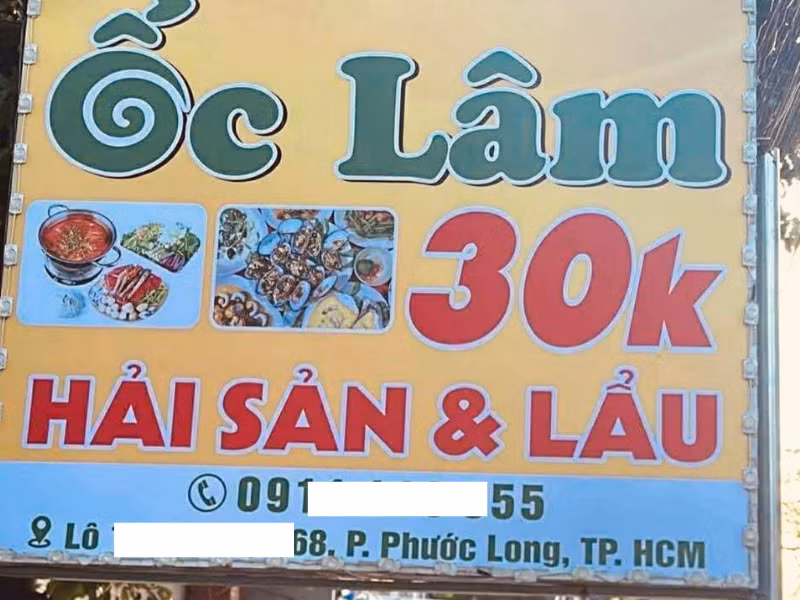 Ốc Lâm
30k
HẢI SẢN & LẨU
091 55
Lô 68. P. Phước Long, TP. HCM